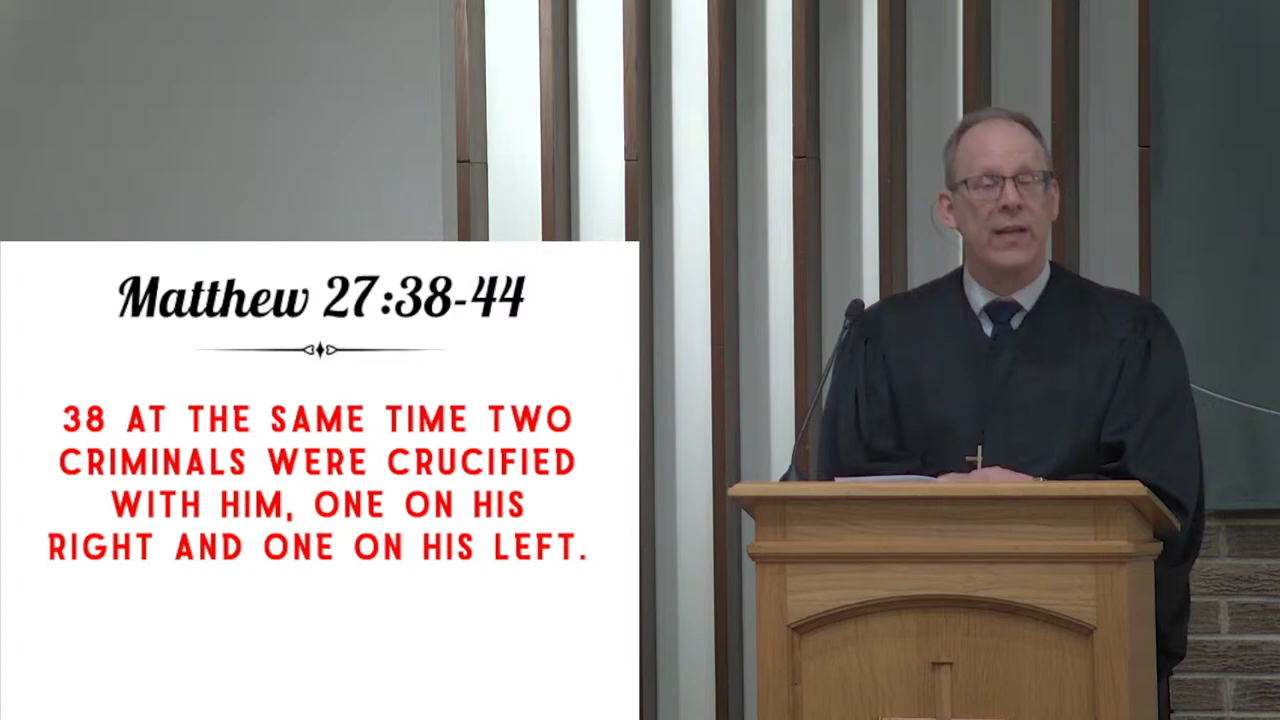 Matthew 27:38-44
38 AT THE SAME TIME TWO
CRIMINALS WERE CRUCIFIED
WITH HIM, ONE ON HIS
RIGHT AND ONE ON HIS LEFT.